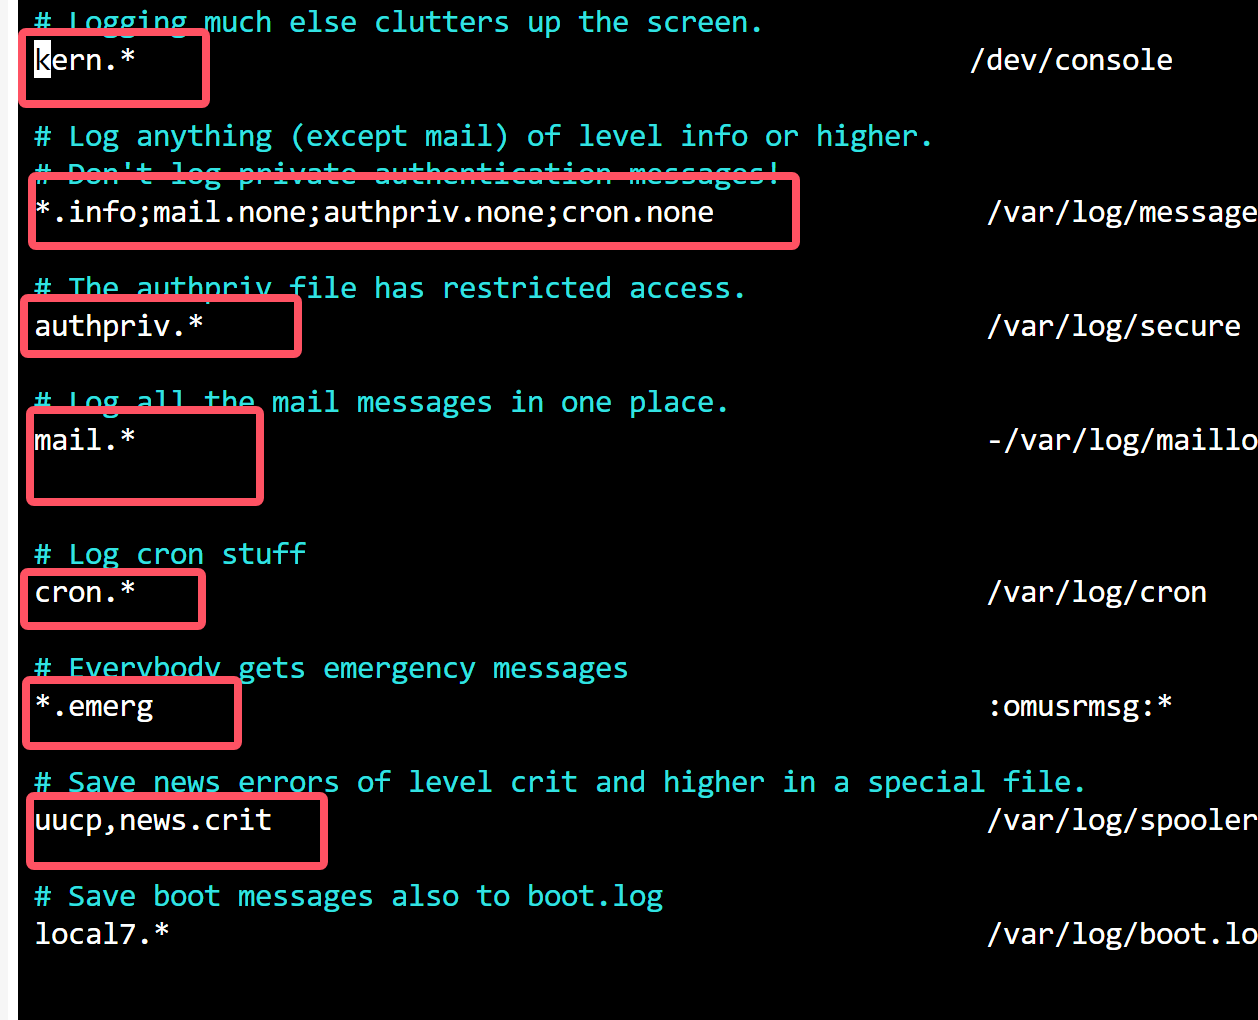 # Logging much else clutters up the screen.
kern.* /dev/console
# Log anything (except mail) of level info or higher.
# Don't log private authentication messages!
*.info;mail.none;authpriv.none;cron.none /var/log/message
# The authpriv file has restricted access.
authpriv.* /var/log/secure
# Log all the mail messages in one place.
mail.* -/var/log/maillo
# Log cron stuff
cron.* /var/log/cron
# Everybody gets emergency messages
*.emerg :omusrmsg:*
# Save news errors of level crit and higher in a special file.
uucp,news.crit /var/log/spooler
# Save boot messages also to boot.log
local7.* /var/log/boot.lo